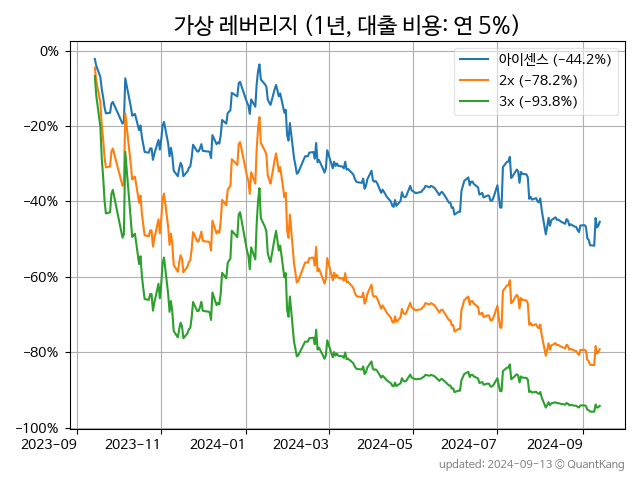 가상 레버리지 (1년, 대출 비용: 연 5%)
아이센스 (-44.2%)
2x (-78.2%)
3x (-93.8%)
0%
-20%
-40%
-60%
-80%
-100%
2023-09 2023-11 2024-01 2024-03 2024-05 2024-07 2024-09
updated: 2024-09-13 © QuantKang